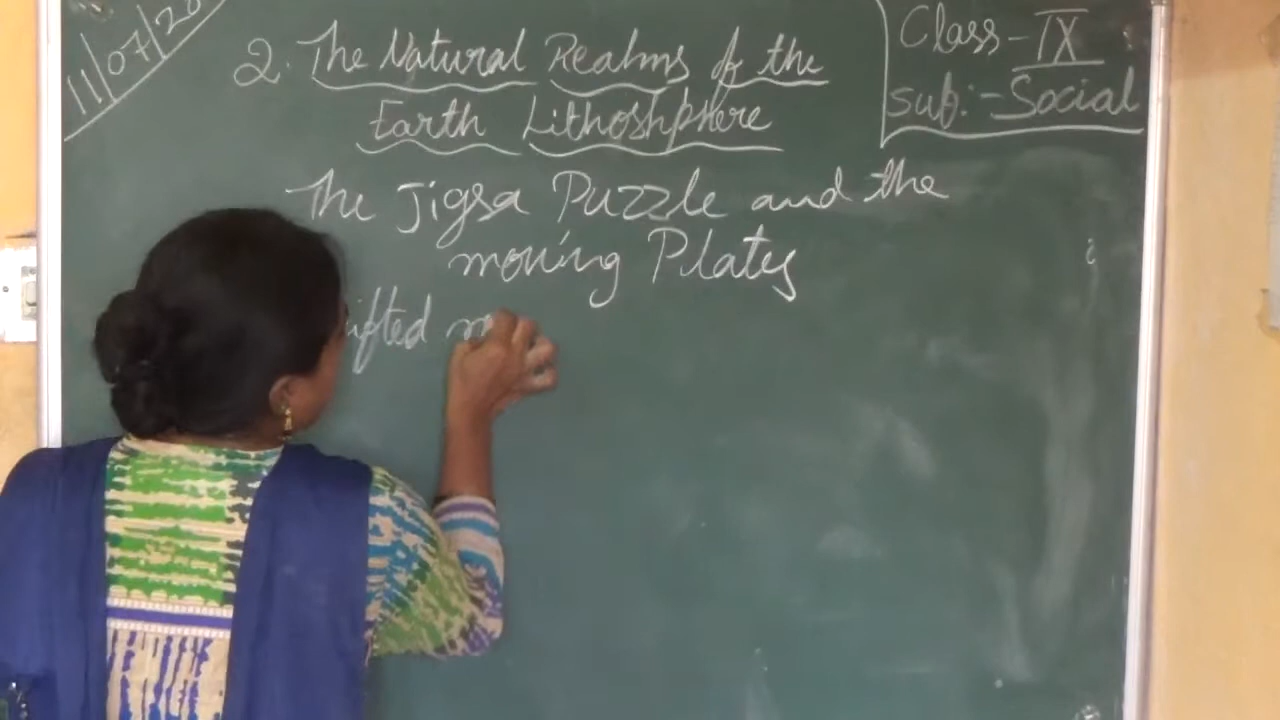 11/07/20
2. The Natural Realms of the
Earth Lithoshphere
Class - IX
sub:- Social
The Jigsa Puzzle and the
moving Plates
ifted m